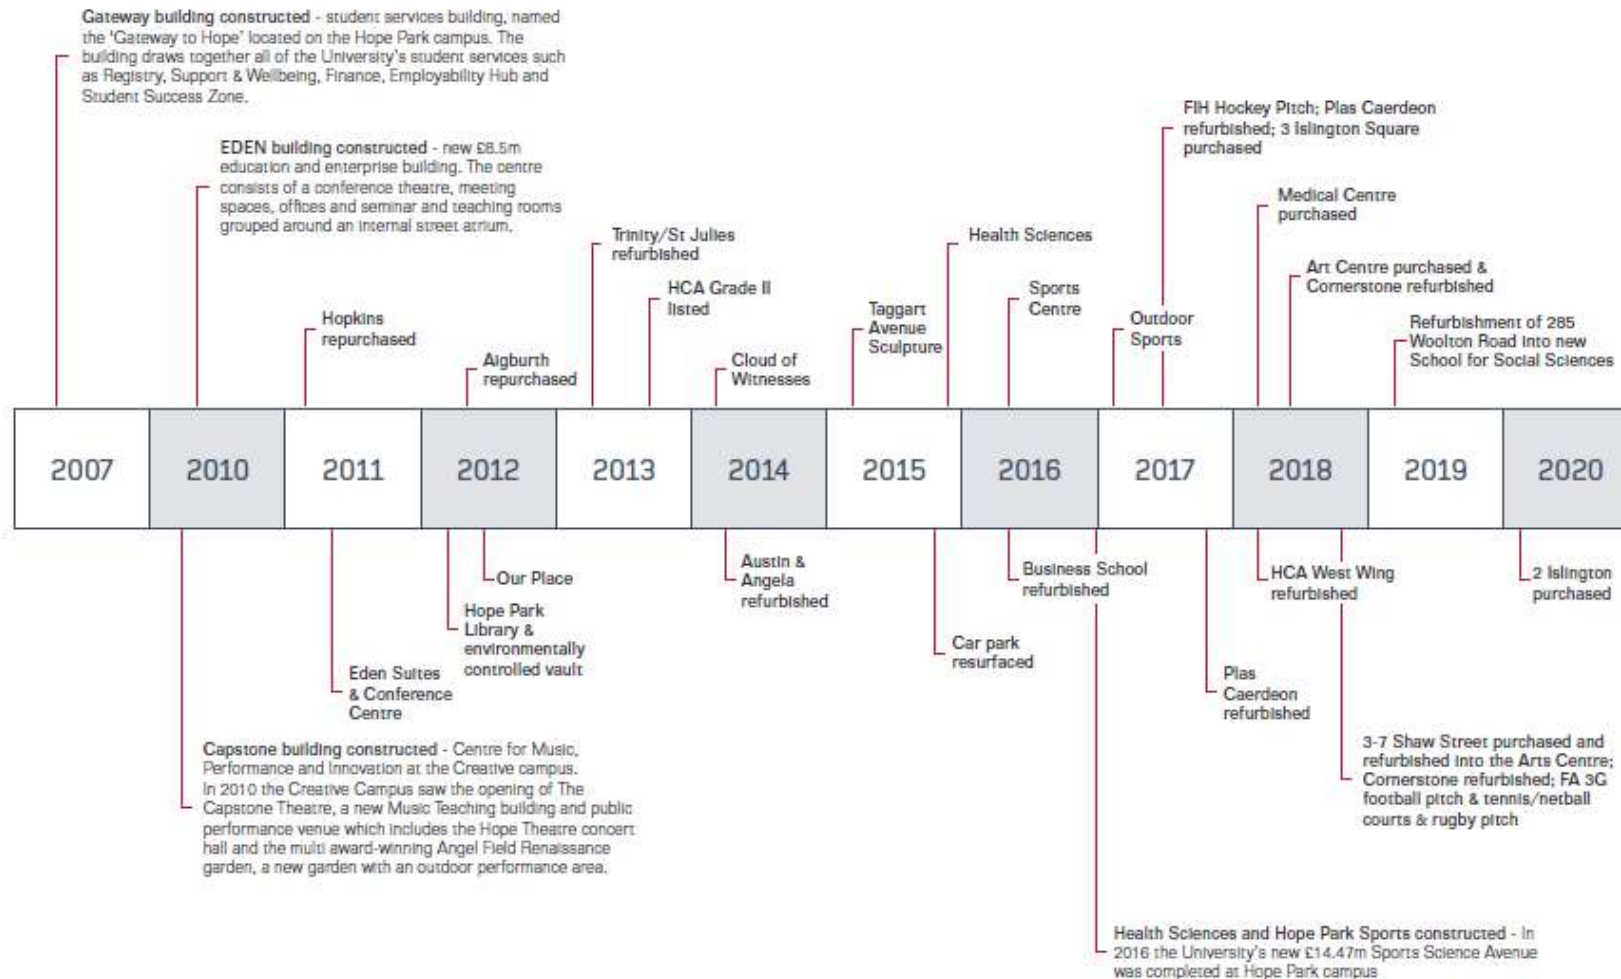 Gateway building constructed - student services building, named
the 'Gateway to Hope' located on the Hope Park campus. The
building draws together all of the University's student services such
as Registry, Support & Wellbeing, Finance, Employability Hub and
Student Success Zone.
EDEN building constructed - new £8.5m
education and enterprise building. The centre
consists of a conference theatre, meeting
spaces, offices and seminar and teaching rooms
grouped around an internal street atrium.
Hopkins
repurchased
Aigburth
repurchased
Trinity/St Julies
refurbished
HCA Grade II
listed
Cloud of
Witnesses
Taggart
Avenue
Sculpture
Health Sciences
Sports
Centre
Outdoor
Sports
FIH Hockey Pitch; Plas Caerdeon
refurbished; 3 Islington Square
purchased
Medical Centre
purchased
Art Centre purchased &
Cornerstone refurbished
Refurbishment of 285
Woolton Road into new
School for Social Sciences
2007
2010
2011
2012
2013
2014
2015
2016
2017
2018
2019
2020
Capstone building constructed - Centre for Music,
Performance and Innovation at the Creative campus.
In 2010 the Creative Campus saw the opening of The
Capstone Theatre, a new Music Teaching building and public
performance venue which includes the Hope Theatre concert
hall and the multi award-winning Angel Field Renaissance
garden, a new garden with an outdoor performance area.
Eden Suites
& Conference
Centre
Hope Park
Library &
environmentally
controlled vault
Our Place
Austin &
Angela
refurbished
Car park
resurfaced
Business School
refurbished
Health Sciences and Hope Park Sports constructed - In
2016 the University's new £14.47m Sports Science Avenue
was completed at Hope Park campus
Plas
Caerdeon
refurbished
HCA West Wing
refurbished
3-7 Shaw Street purchased and
refurbished into the Arts Centre;
Cornerstone refurbished; FA 3G
football pitch & tennis/netball
courts & rugby pitch
2 Islington
purchased